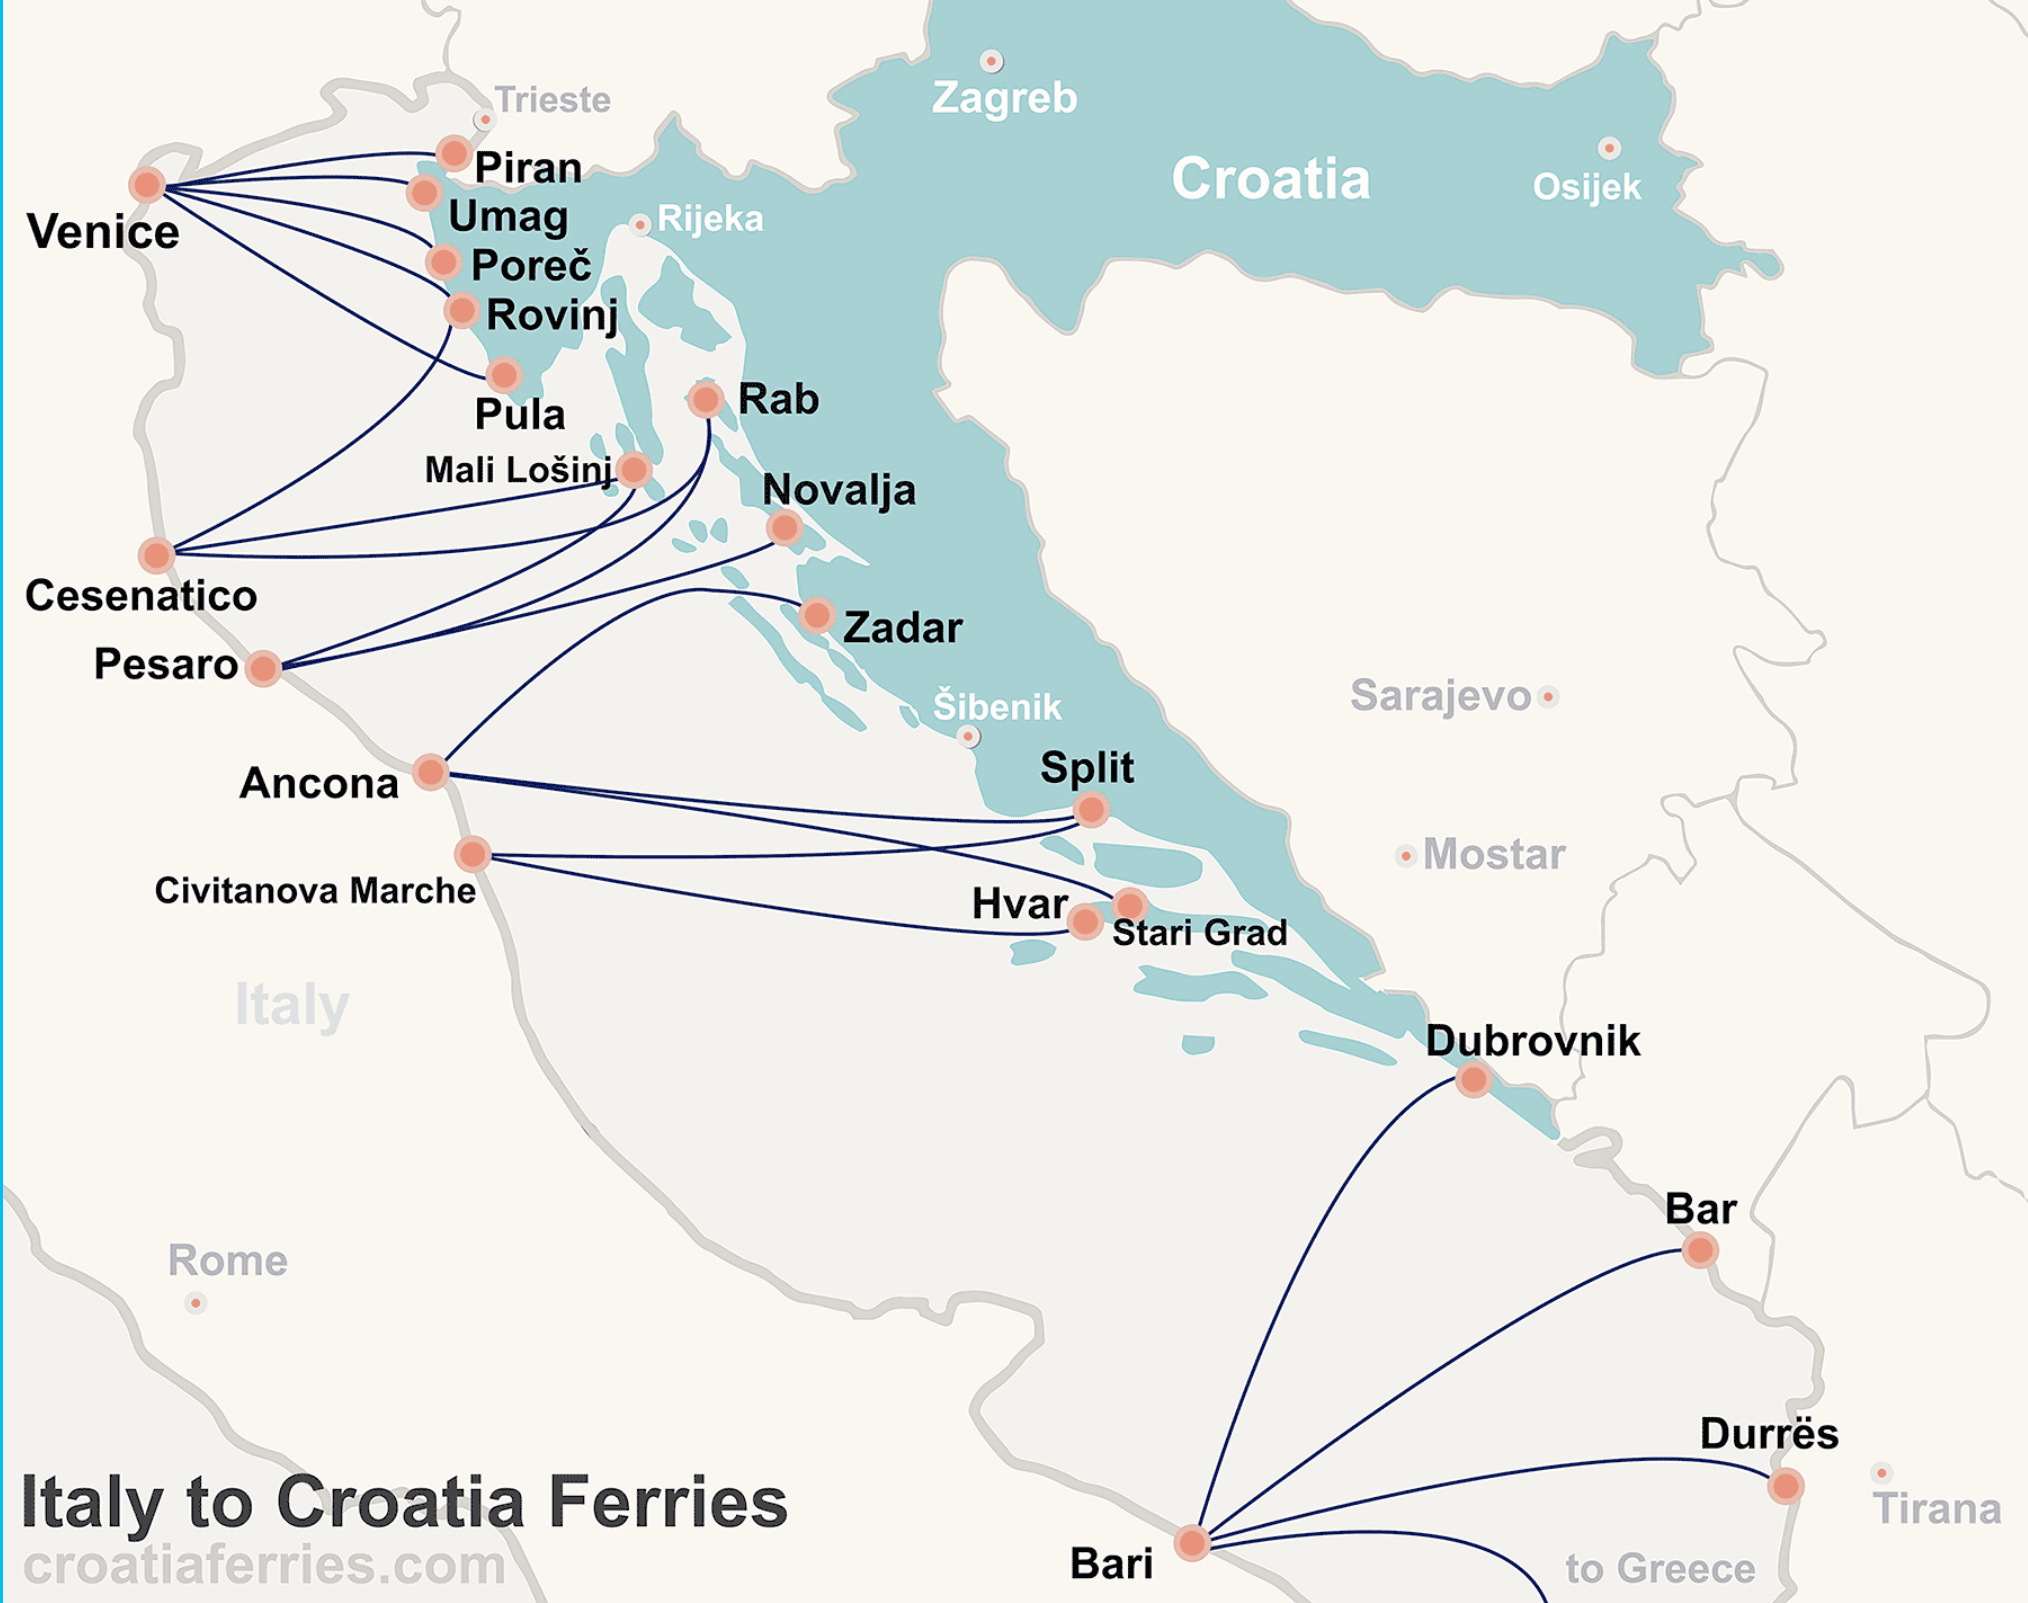 Zagreb
Trieste
Piran
Croatia
Osijek
Umag
Rijeka
Venice
Poreč
Rovinj
Rab
Pula
Mali Lošinj
Novalja
Cesenatico
Zadar
Pesaro
Sarajevo
Šibenik
Split
Ancona
Mostar
Civitanova Marche
Hvar
Stari Grad
Italy
Dubrovnik
Bar
Rome
Durrës
Italy to Croatia Ferries
Tirana
croatiaferries.com
Bari
to Greece